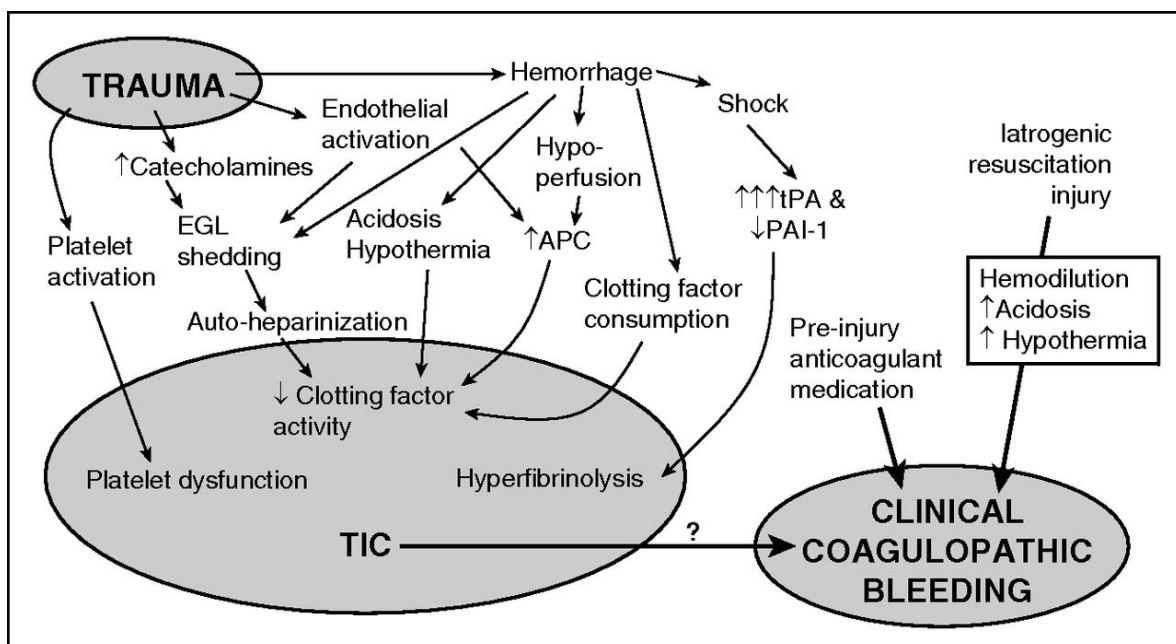 TRAUMA
Hemorrhage
Shock
Endothelial
activation
↑Catecholamines
Hypo-
perfusion
Iatrogenic
resuscitation
injury
EGL
shedding
Acidosis
Hypothermia
↑APC
↑↑↑tPA &
↓PAI-1
Platelet
activation
Clotting factor
consumption
Hemodilution
↑Acidosis
↑ Hypothermia
Auto-heparinization
Pre-injury
anticoagulant
medication
↓ Clotting factor
activity
Platelet dysfunction
Hyperfibrinolysis
TIC
?
CLINICAL
COAGULOPATHIC
BLEEDING